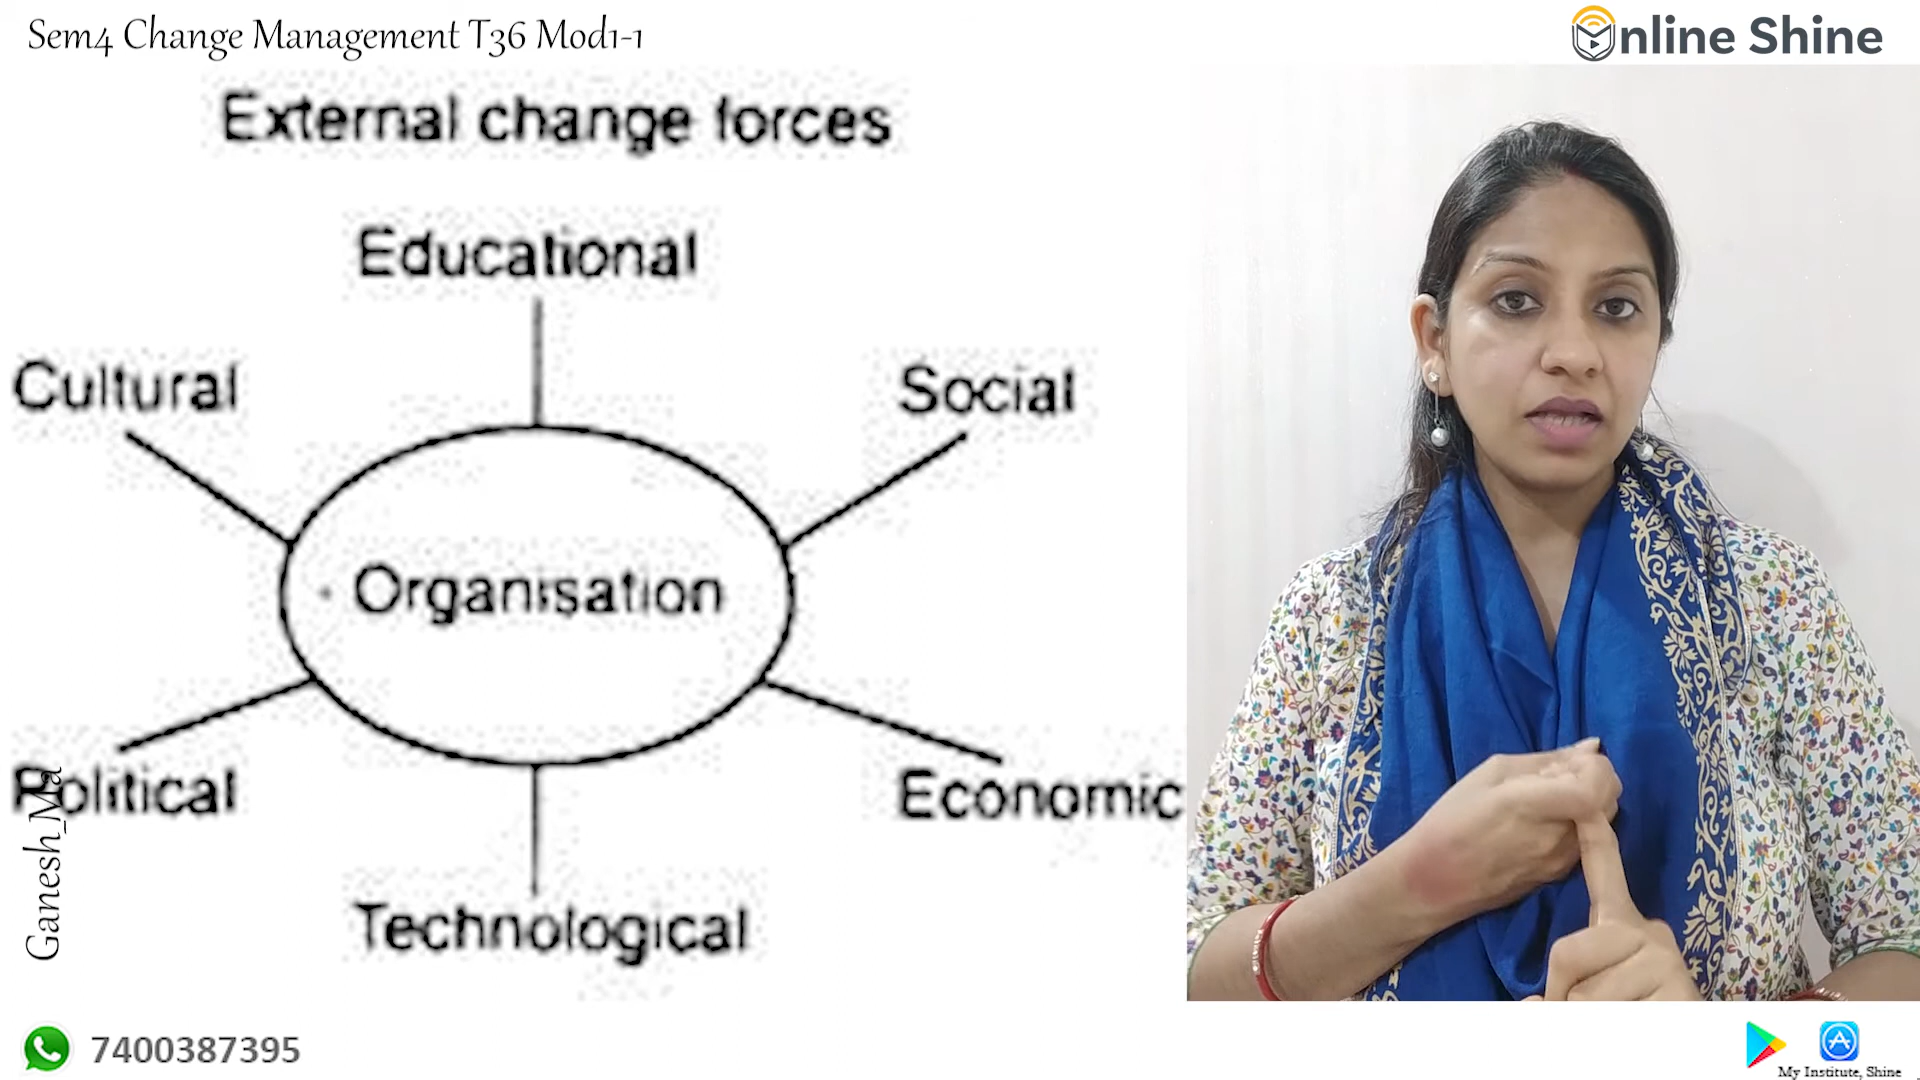 Sem4 Change Management T36 Mod1-1
Online Shine
External change forces
Educational
Cultural
Social
Organisation
Political
Economic
Technological
Ganesh_Ma
7400387395
My Institute, Shine